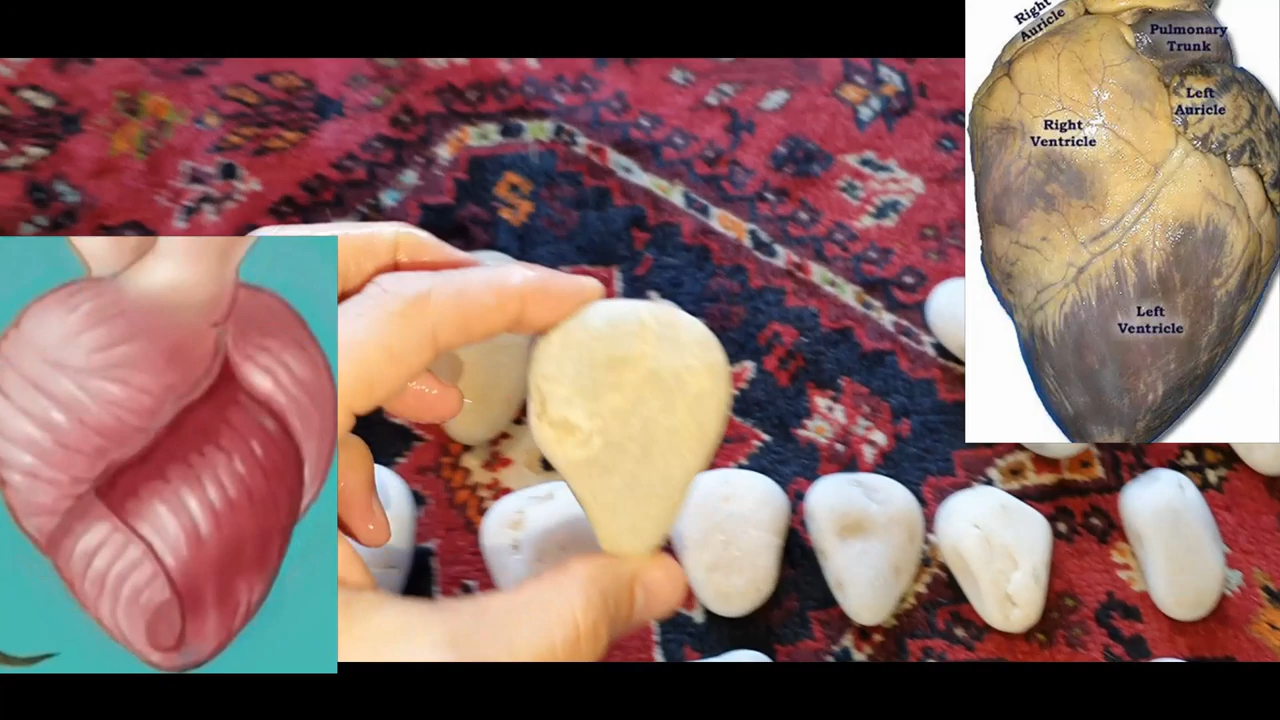 Right
Auricle
Pulmonary
Trunk
Left
Auricle
Right
Ventricle
Left
Ventricle